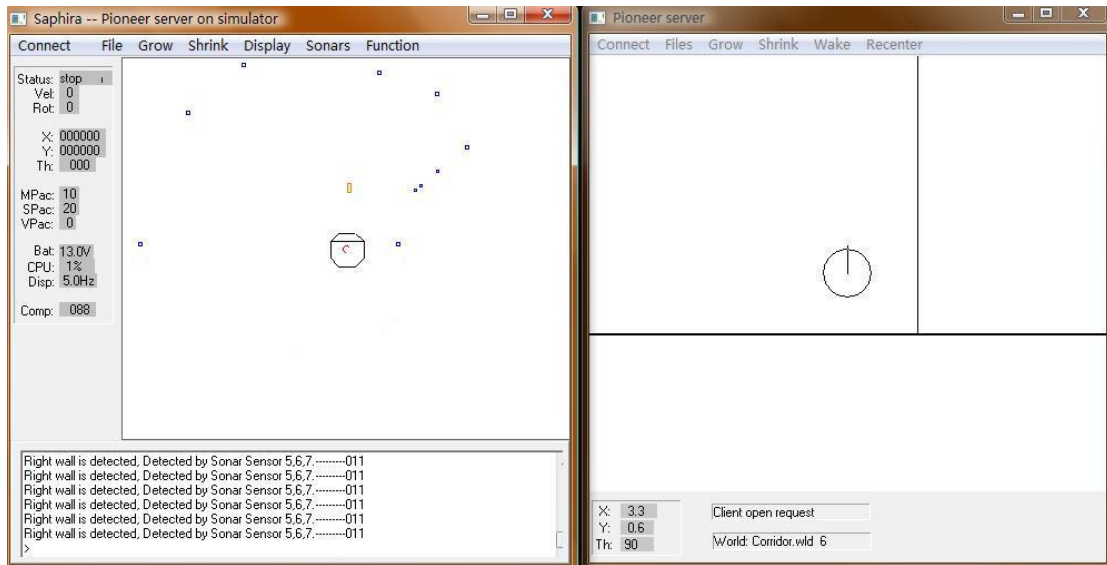 Saphira -- Pioneer server on simulator
Connect File Grow Shrink Display Sonars Function
Status: stop
Vel: 0
Rot: 0
X: 000000
Y: 000000
Th: 000
MPac: 10
SPac: 20
VPac: 0
Bat: 13.0V
CPU: 1%
Disp: 5.0Hz
Comp: 088
Right wall is detected, Detected by Sonar Sensor 5,6,7.---------011
Right wall is detected, Detected by Sonar Sensor 5,6,7.---------011
Right wall is detected, Detected by Sonar Sensor 5,6,7.---------011
Right wall is detected, Detected by Sonar Sensor 5,6,7.---------011
Right wall is detected, Detected by Sonar Sensor 5,6,7.---------011
Right wall is detected, Detected by Sonar Sensor 5,6,7.---------011
>
Pioneer server
Connect Files Grow Shrink Wake Recenter
X: 3.3
Y: 0.6
Th: 90
Client open request
World: Corridor.wld 6